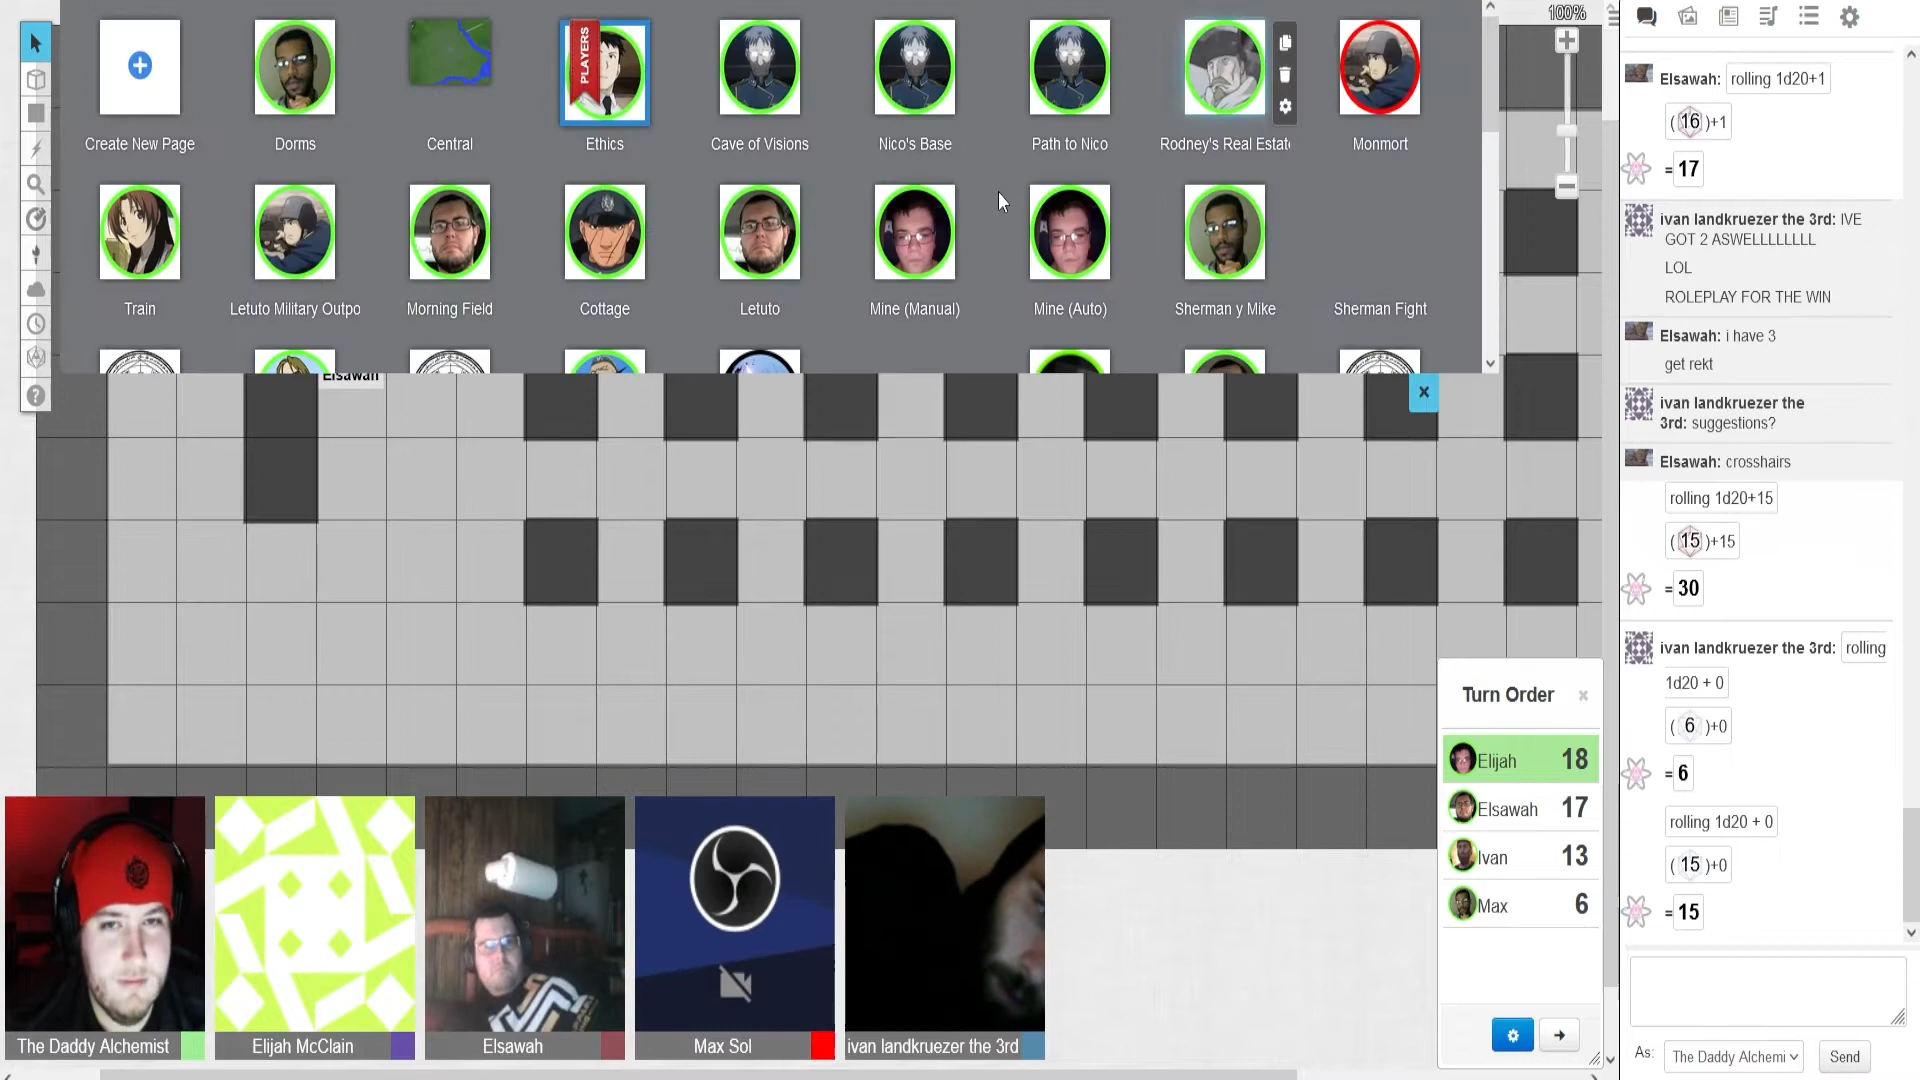 PLAYERS
Create New Page
Dorms
Central
Ethics
Cave of Visions
Nico's Base
Path to Nico
Rodney's Real Estat
Monmort
Train
Letuto Military Outpo
Morning Field
Cottage
Letuto
Mine (Manual)
Mine (Auto)
Sherman y Mike
Sherman Fight
Elsawah
×
100%
Turn Order ×
Elijah 18
Elsawah 17
Ivan 13
Max 6
The Daddy Alchemist
Elijah McClain
Elsawah
Max Sol
ivan landkruezer the 3rd
Elsawah: rolling 1d20+1
(16)+1
=17
ivan landkruezer the 3rd: IVE
GOT 2 ASWELLLLLLLL
LOL
ROLEPLAY FOR THE WIN
Elsawah: i have 3
get rekt
ivan landkruezer the
3rd: suggestions?
Elsawah: crosshairs
rolling 1d20+15
(15)+15
=30
ivan landkruezer the 3rd: rolling
1d20 + 0
(6)+0
=6
rolling 1d20 + 0
(15)+0
=15
As: The Daddy Alchemi
Send